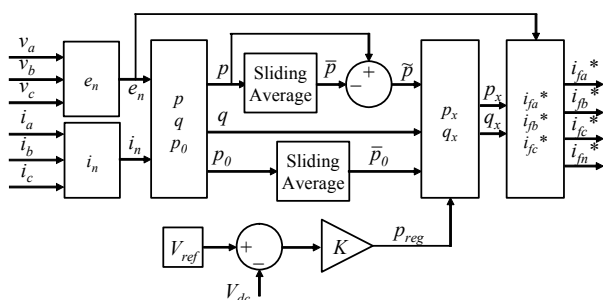 v_a
v_b
v_c
e_n
e_n
i_a
i_b
i_c
i_n
i_n
p
q
p_0
p
Sliding
Average
p̅
+
−
p̃
q
p_0
Sliding
Average
p̅_0
p_x
q_x
p_x
q_x
i_fa*
i_fb*
i_fc*
i_fa*
i_fb*
i_fc*
i_fn*
V_ref
+
−
V_dc
K
p_reg